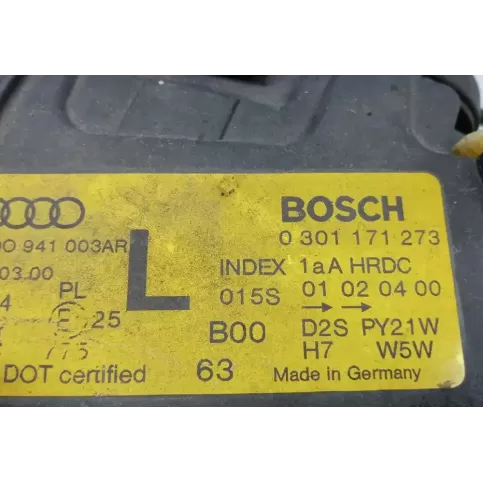 BOSCH
941 003AR
0 301 171 273
03.00
INDEX 1aA HRDC
PL L
015S 01 02 04 00
E 25
B00 D2S PY21W
H7 W5W
DOT certified 63 Made in Germany